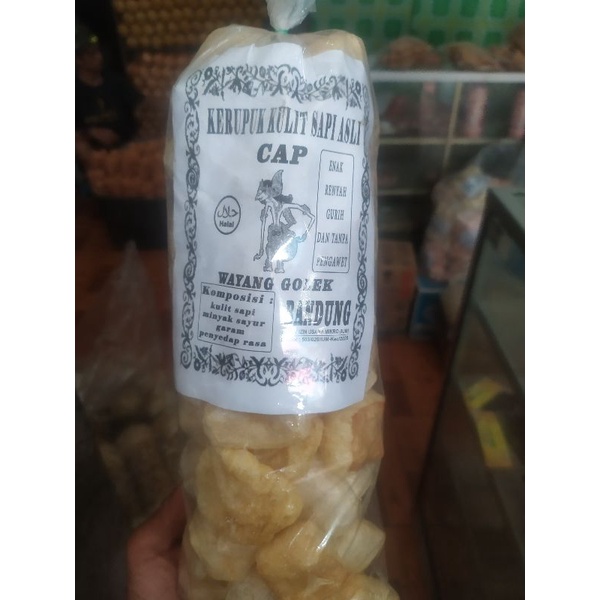 KERUPUK KULIT SAPI ASLI
CAP
ENAK
RENYAH
GURIH
DAN TANPA
PENGAWET
حلال
Halal
WAYANG GOLEK
BANDUNG
Komposisi :
kulit sapi
minyak sayur
garam
penyedap rasa